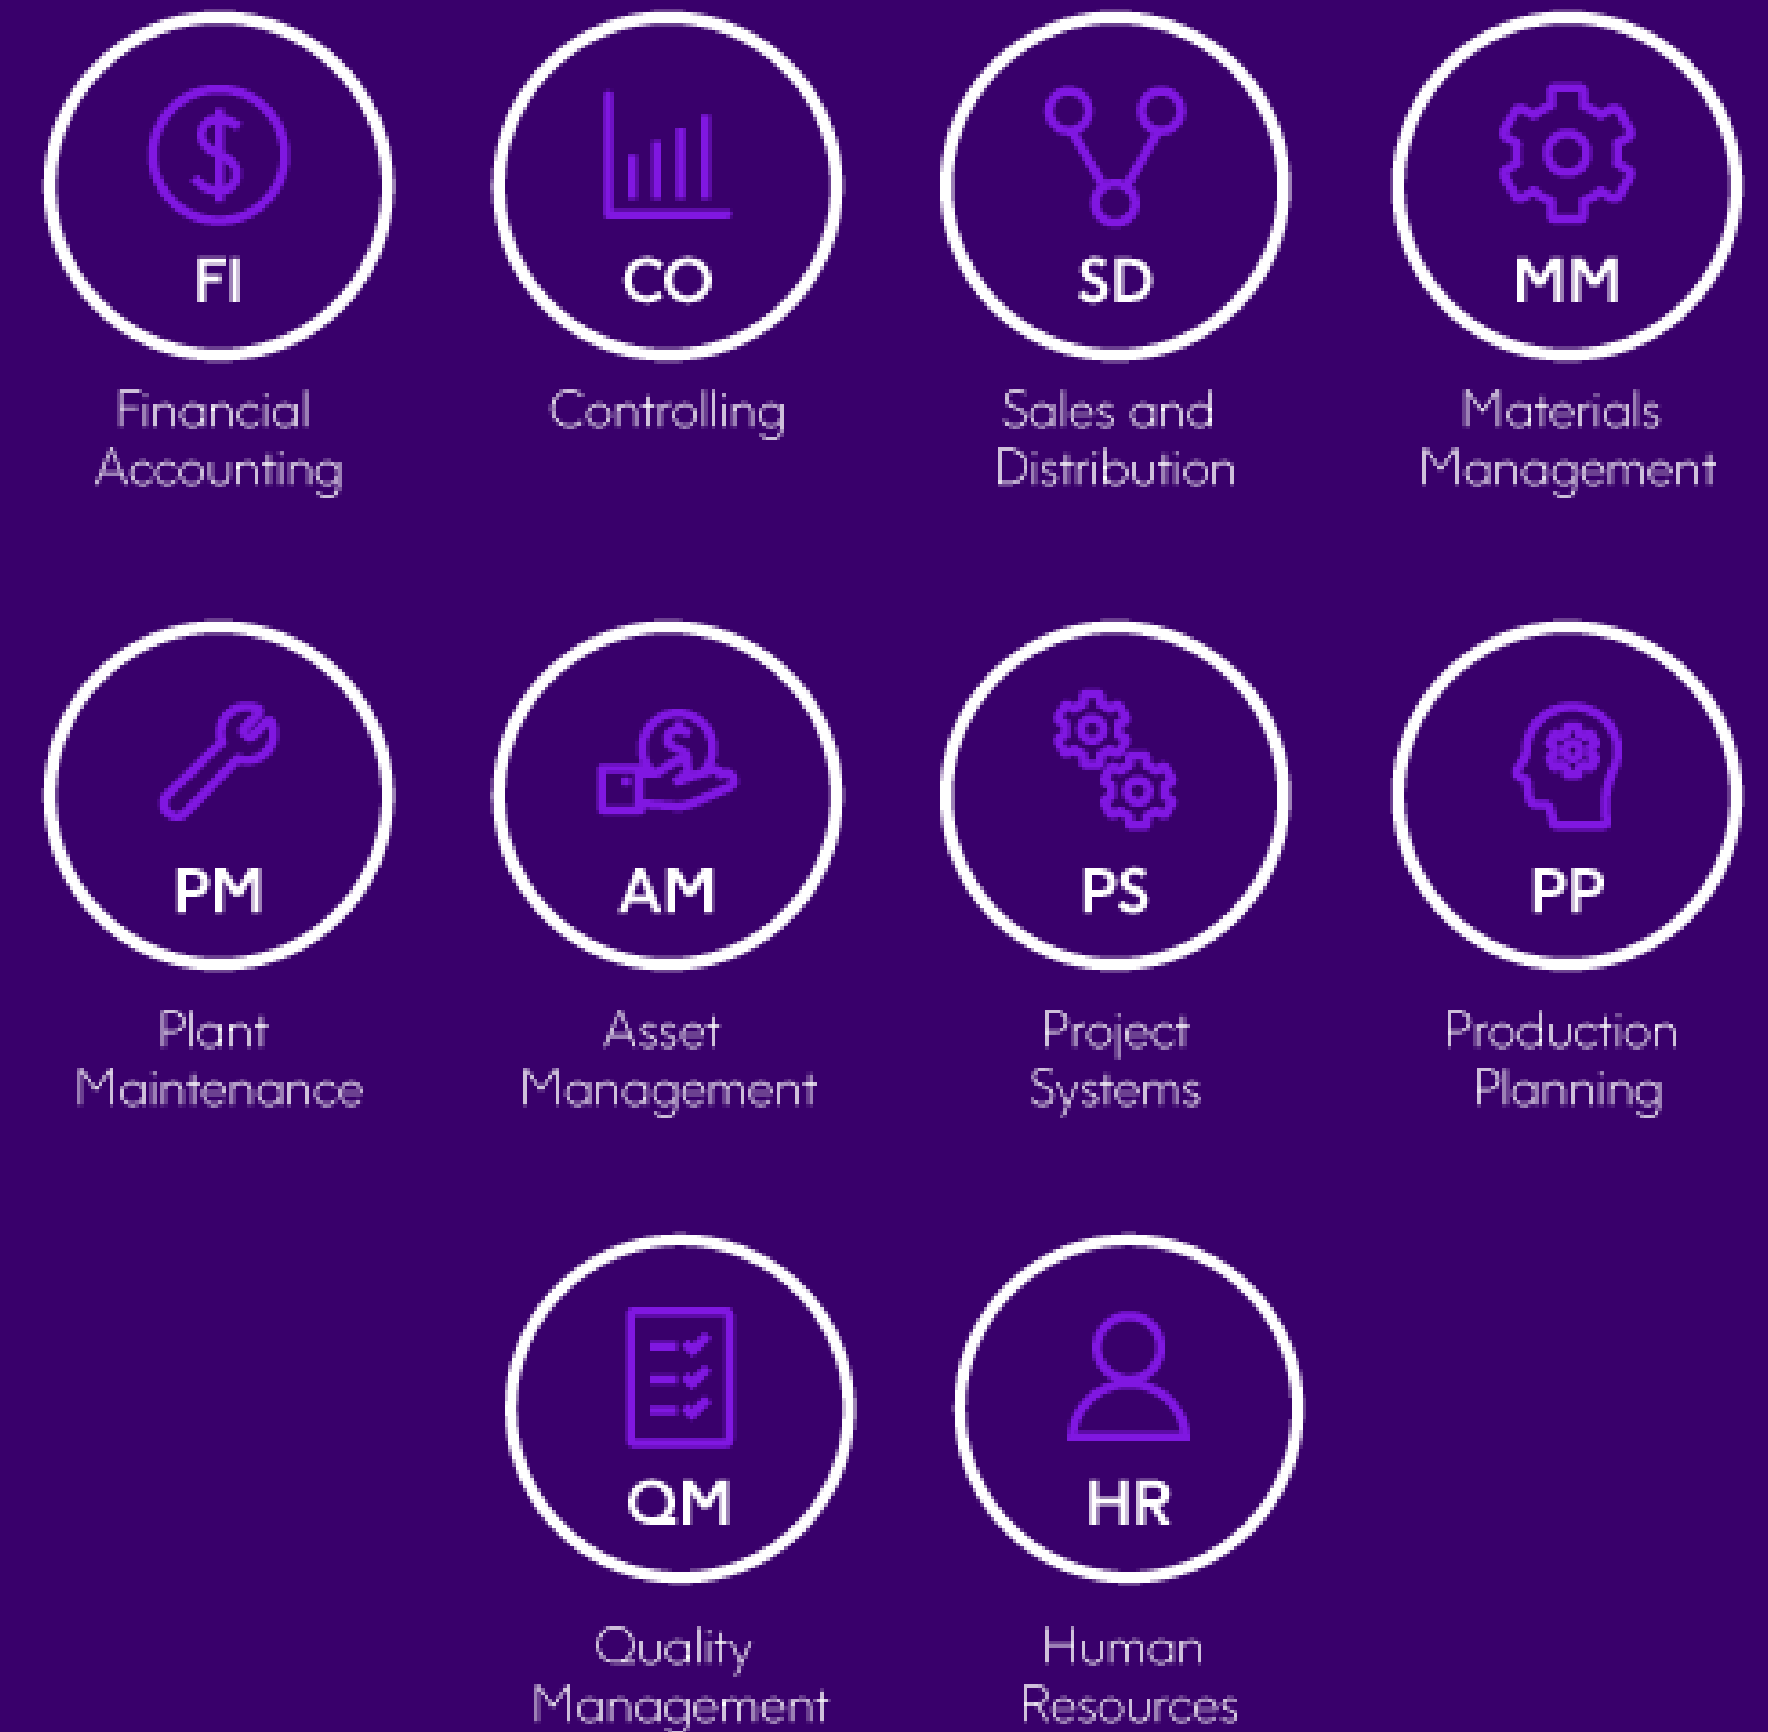 FI
Financial
Accounting
CO
Controlling
SD
Sales and
Distribution
MM
Materials
Management
PM
Plant
Maintenance
AM
Asset
Management
PS
Project
Systems
PP
Production
Planning
QM
Quality
Management
HR
Human
Resources